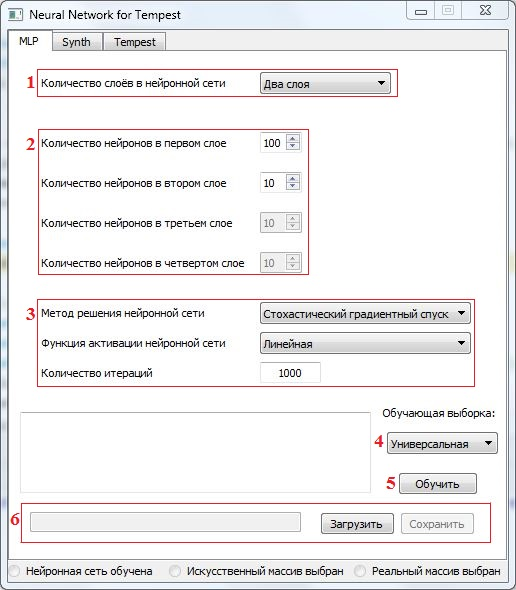 Neural Network for Tempest
MLP Synth Tempest
1 Количество слоёв в нейронной сети Два слоя
2 Количество нейронов в первом слое 100
Количество нейронов в втором слое 10
Количество нейронов в третьем слое 10
Количество нейронов в четвертом слое 10
3 Метод решения нейронной сети Стохастический градиентный спуск
Функция активации нейронной сети Линейная
Количество итераций 1000
Обучающая выборка:
4 Универсальная
5 Обучить
6 Загрузить Сохранить
Нейронная сеть обучена Искусственный массив выбран Реальный массив выбран